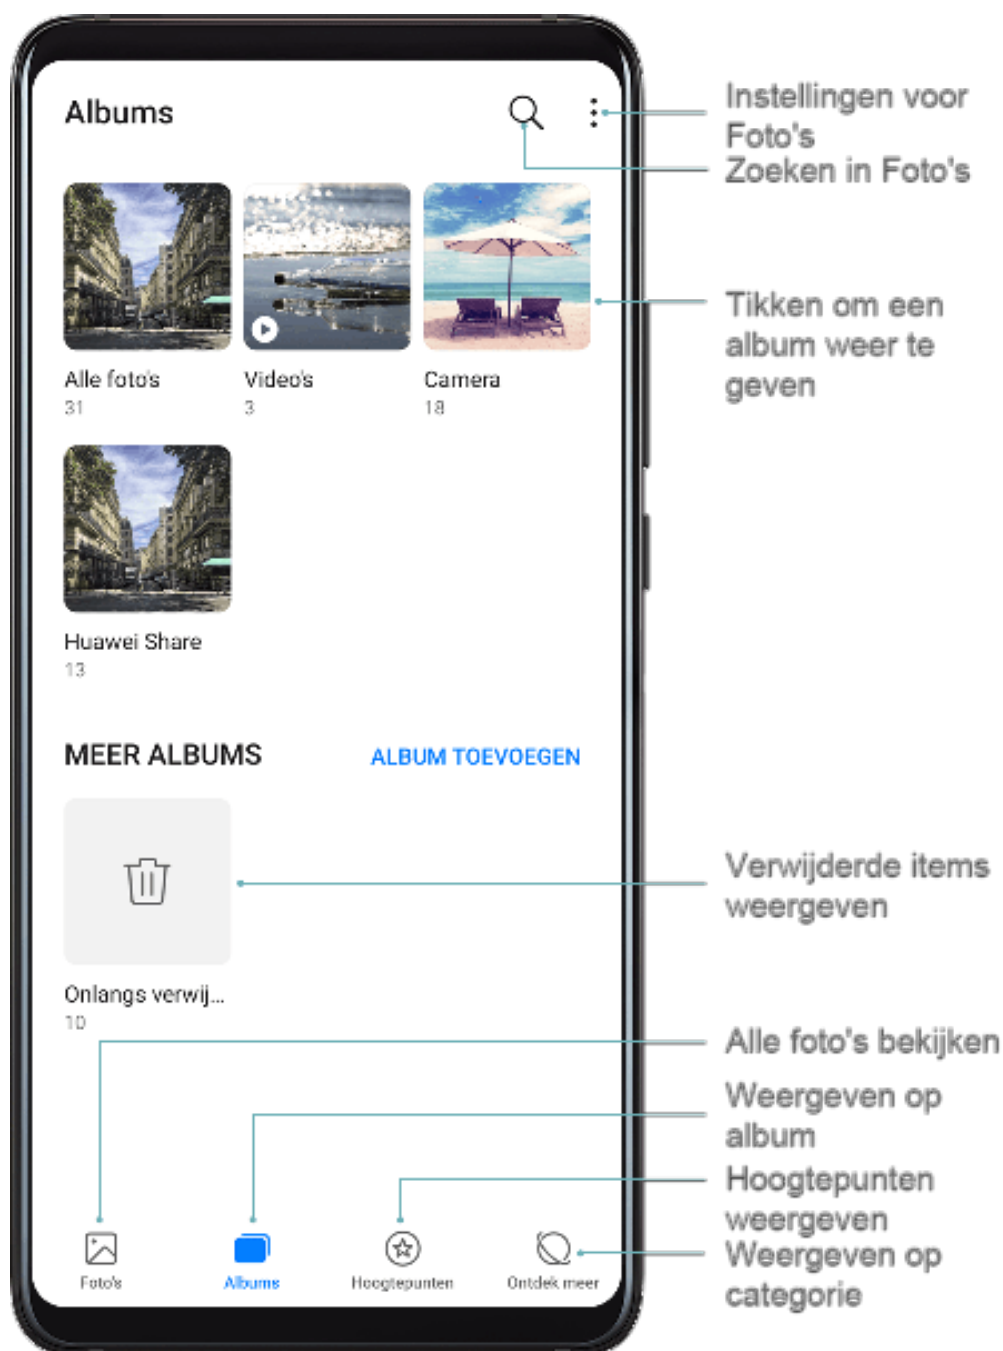 Albums
Instellingen voor
Foto's
Zoeken in Foto's
Tikken om een
album weer te
geven
Alle foto's
31
Video's
3
Camera
18
Huawei Share
13
MEER ALBUMS
ALBUM TOEVOEGEN
Verwijderde items
weergeven
Onlangs verwij...
10
Alle foto's bekijken
Weergeven op
album
Hoogtepunten
weergeven
Weergeven op
categorie
Foto's
Albums
Hoogtepunten
Ontdek meer